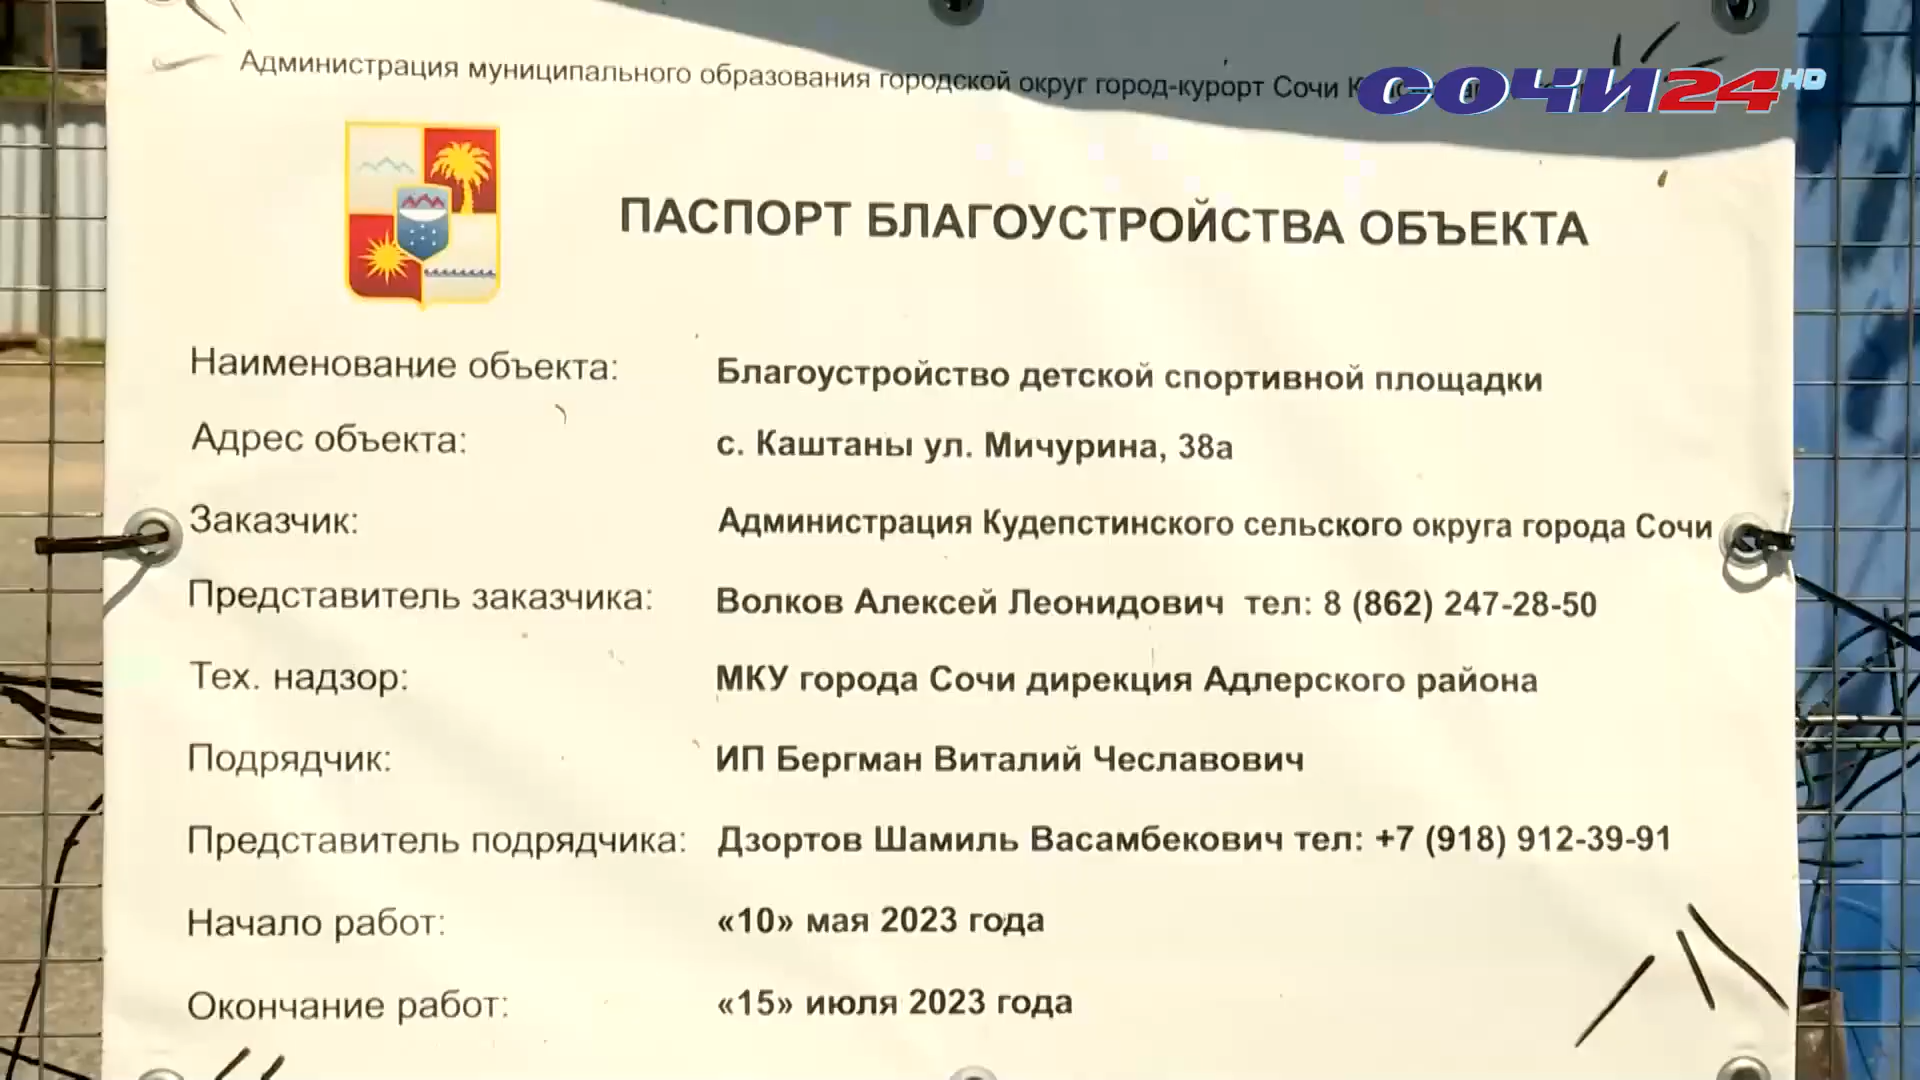 Администрация муниципального образования городской округ город-курорт Сочи
СОЧИ24HD
ПАСПОРТ БЛАГОУСТРОЙСТВА ОБЪЕКТА
Наименование объекта: Благоустройство детской спортивной площадки
Адрес объекта: с. Каштаны ул. Мичурина, 38а
Заказчик: Администрация Кудепстинского сельского округа города Сочи
Представитель заказчика: Волков Алексей Леонидович тел: 8 (862) 247-28-50
Тех. надзор: МКУ города Сочи дирекция Адлерского района
Подрядчик: ИП Бергман Виталий Чеславович
Представитель подрядчика: Дзортов Шамиль Васамбекович тел: +7 (918) 912-39-91
Начало работ: «10» мая 2023 года
Окончание работ: «15» июля 2023 года